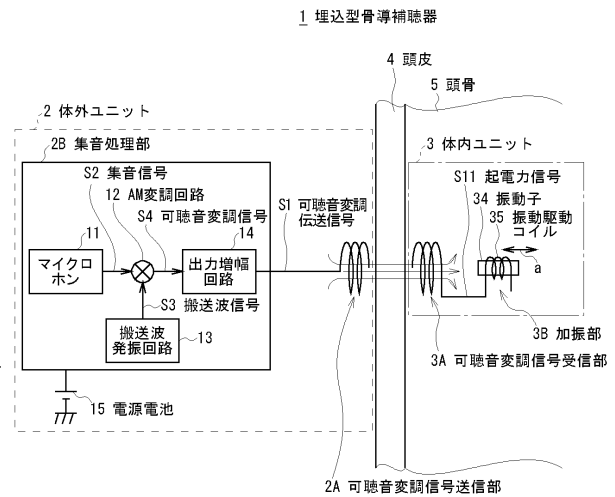 1 埋込型骨導補聴器
4 頭皮
5 頭骨
2 体外ユニット
3 体内ユニット
2B 集音処理部
S2 集音信号
12 AM変調回路
S4 可聴音変調信号
11
14
マイクロ
ホン
出力増幅
回路
S1 可聴音変調
伝送信号
S11 起電力信号
34 振動子
35 振動駆動
コイル
a
S3 搬送波信号
搬送波
発振回路
13
3B 加振部
3A 可聴音変調信号受信部
15 電源電池
2A 可聴音変調信号送信部